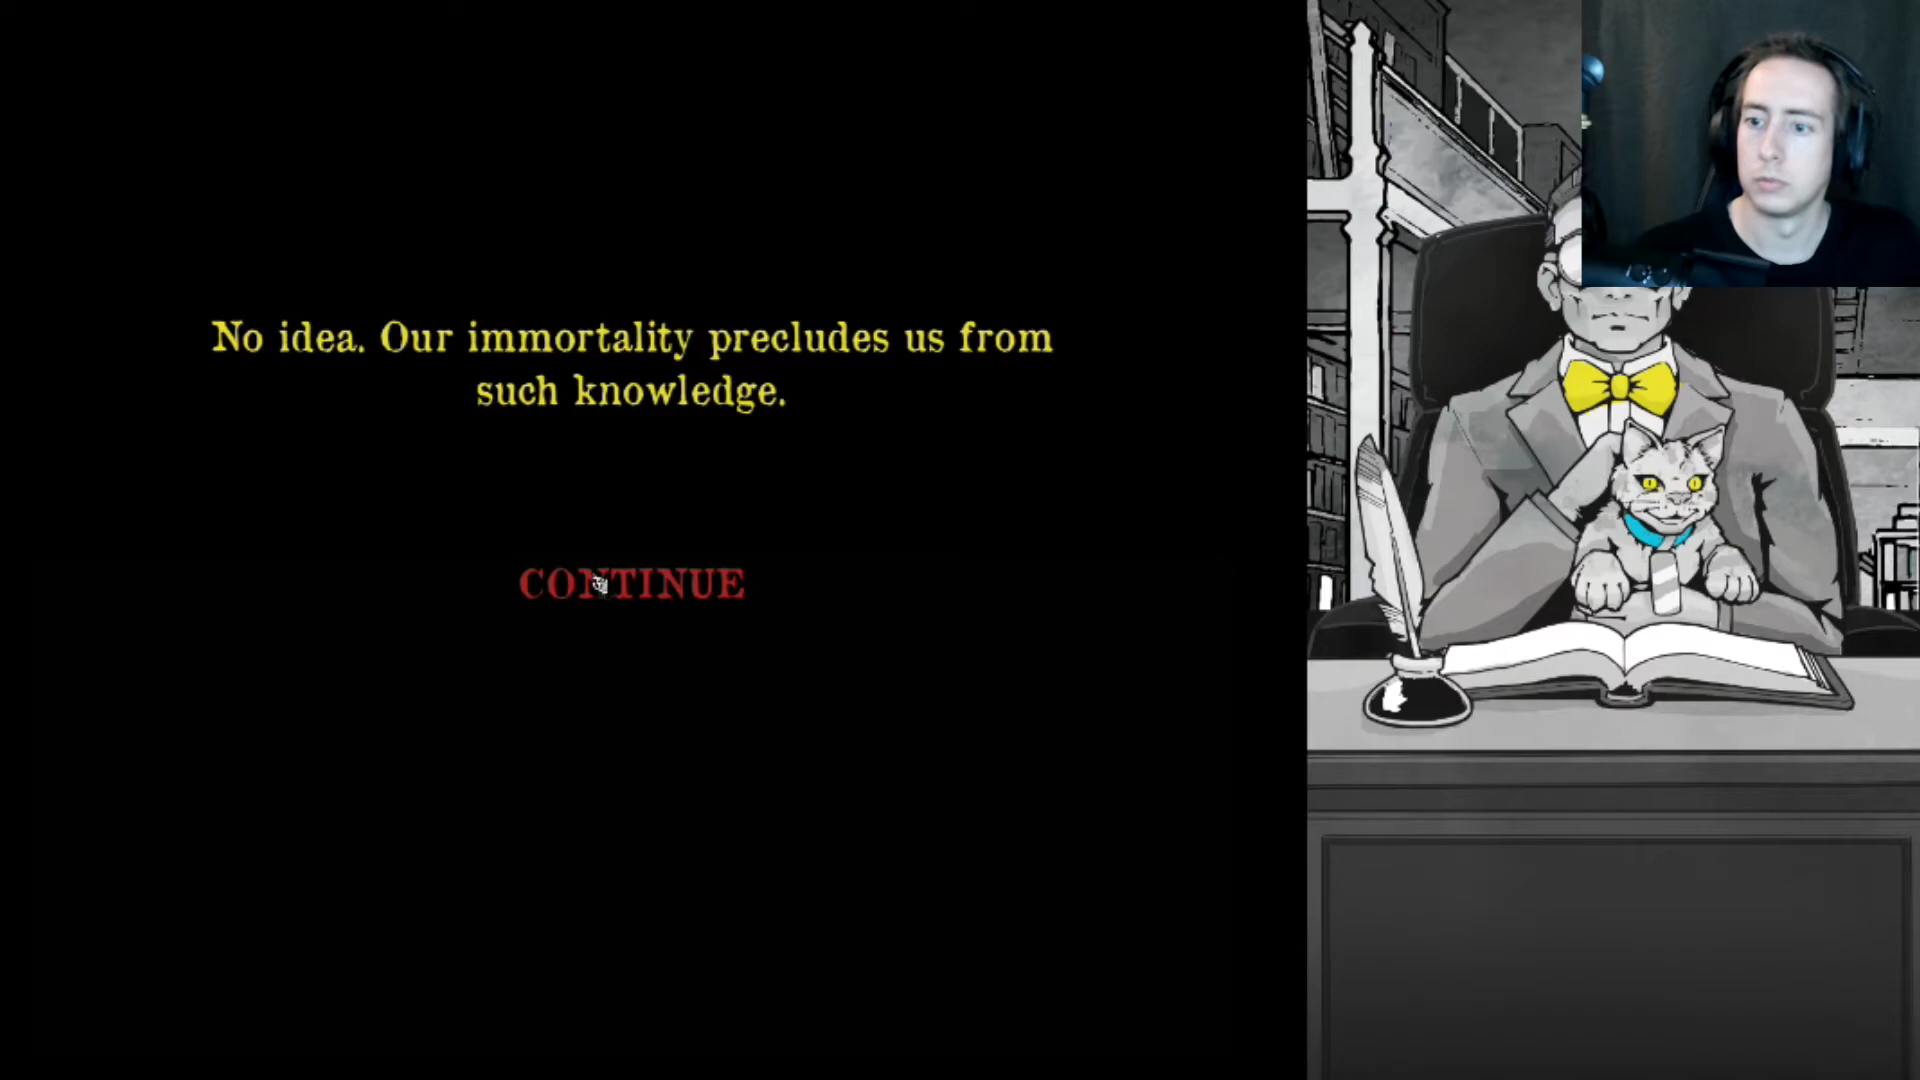 No idea. Our immortality precludes us from
such knowledge.
CONTINUE